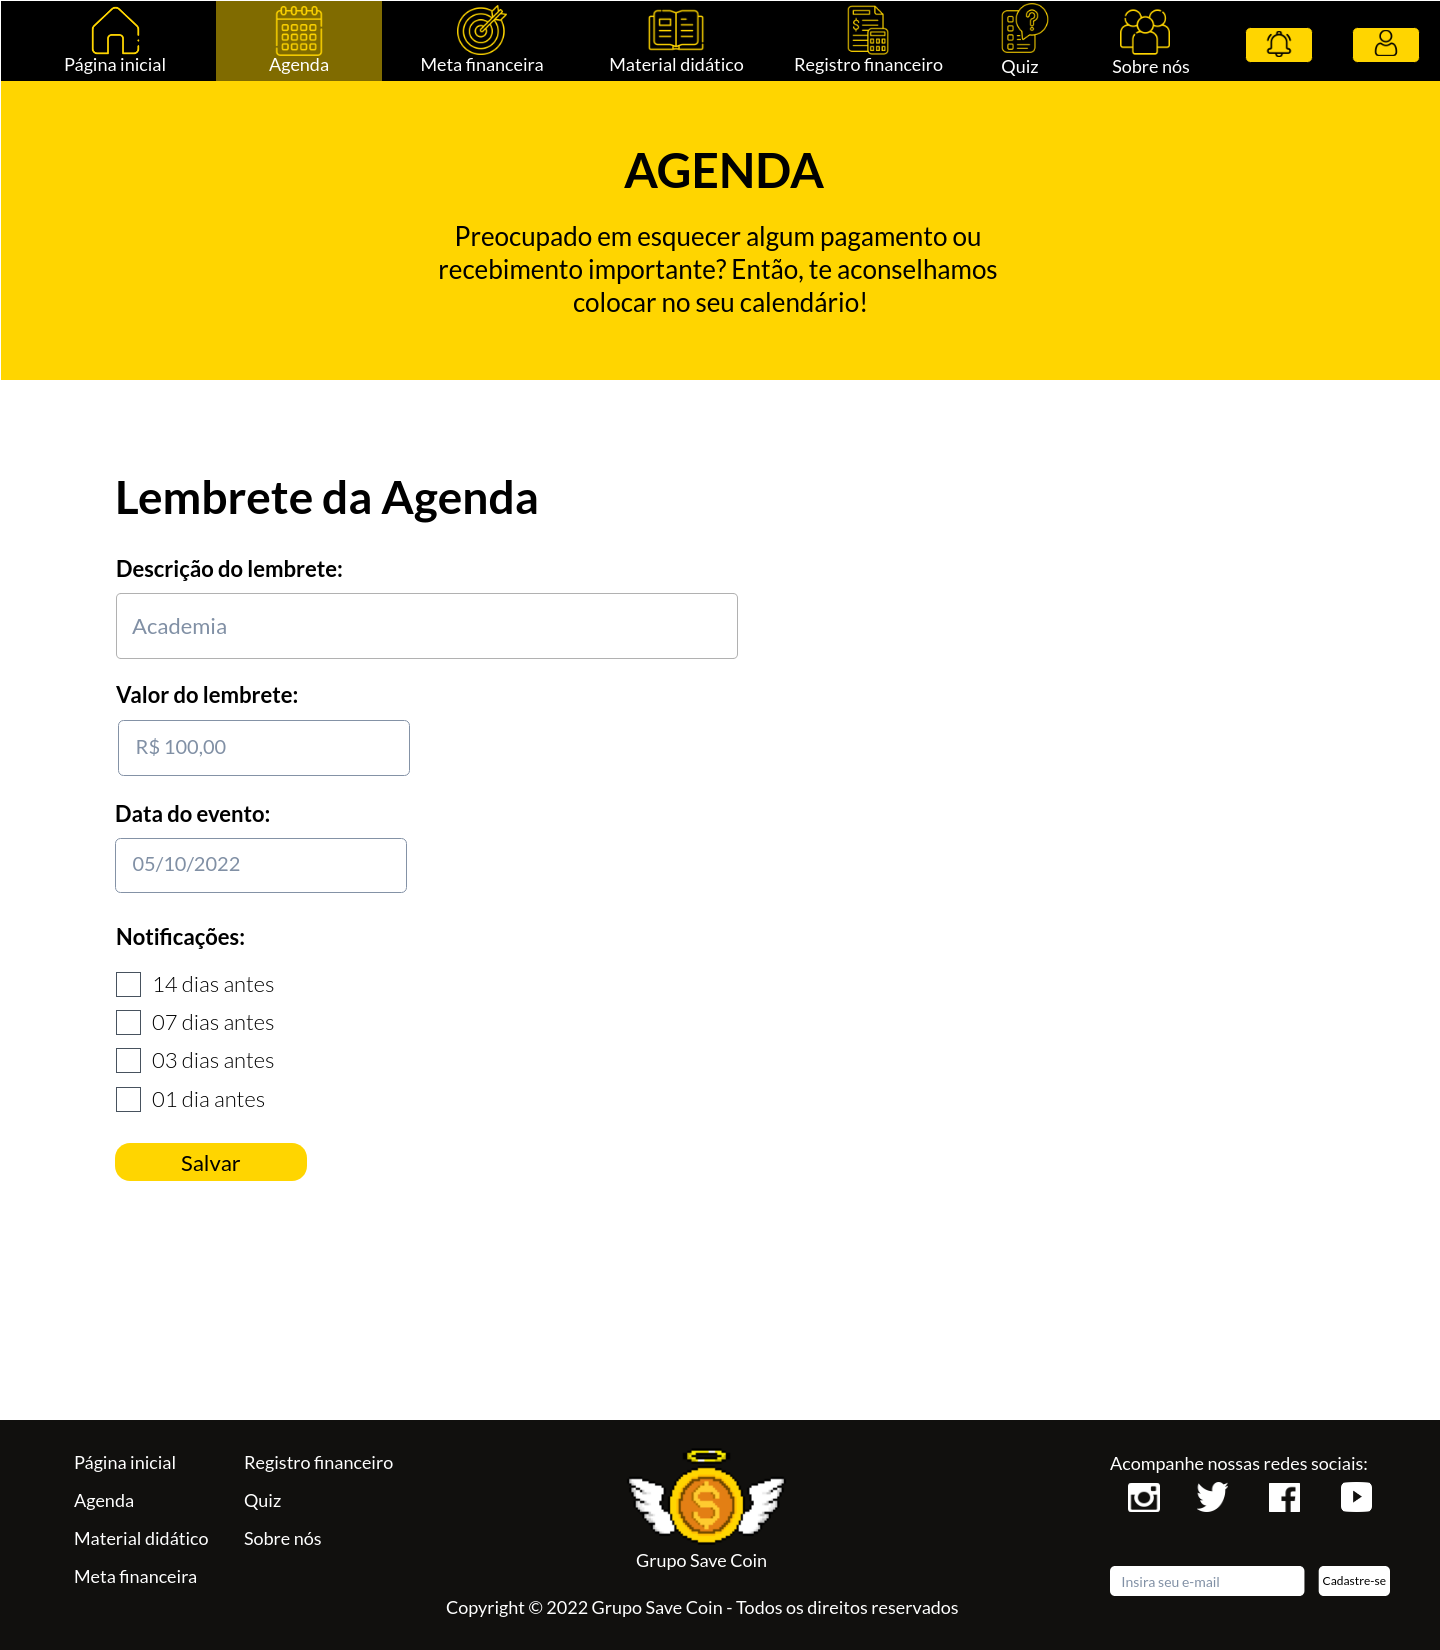 Página inicial
Agenda
Meta financeira
Material didático
Registro financeiro
Quiz
Sobre nós
AGENDA
Preocupado em esquecer algum pagamento ou
recebimento importante? Então, te aconselhamos
colocar no seu calendário!
Lembrete da Agenda
Descrição do lembrete:
Academia
Valor do lembrete:
R$ 100,00
Data do evento:
05/10/2022
Notificações:
14 dias antes
07 dias antes
03 dias antes
01 dia antes
Salvar
Página inicial
Agenda
Material didático
Meta financeira
Registro financeiro
Quiz
Sobre nós
Grupo Save Coin
Copyright © 2022 Grupo Save Coin - Todos os direitos reservados
Acompanhe nossas redes sociais:
Insira seu e-mail
Cadastre-se